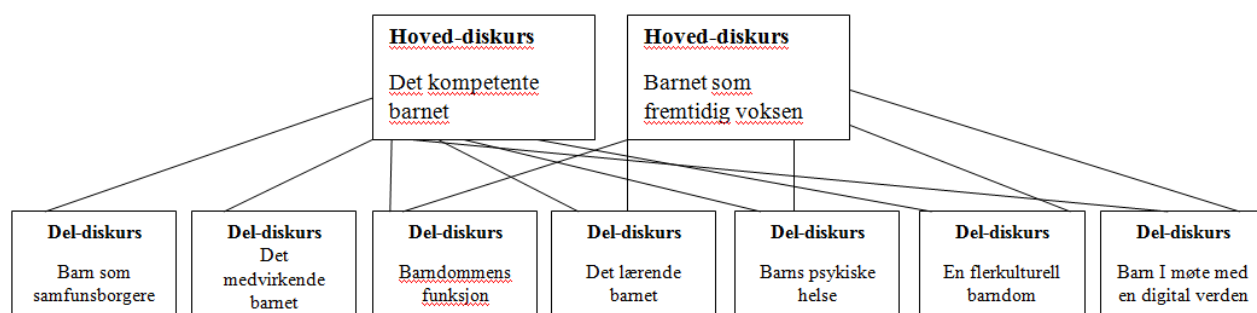 Hoved-diskurs
Det kompetente
barnet
Hoved-diskurs
Barnet som
fremtidig voksen
Del-diskurs
Barn som
samfunsborgere
Del-diskurs
Det
medvirkende
barnet
Del-diskurs
Barndommens
funksjon
Del-diskurs
Det lærende
barnet
Del-diskurs
Barns psykiske
helse
Del-diskurs
En flerkulturell
barndom
Del-diskurs
Barn I møte med
en digital verden